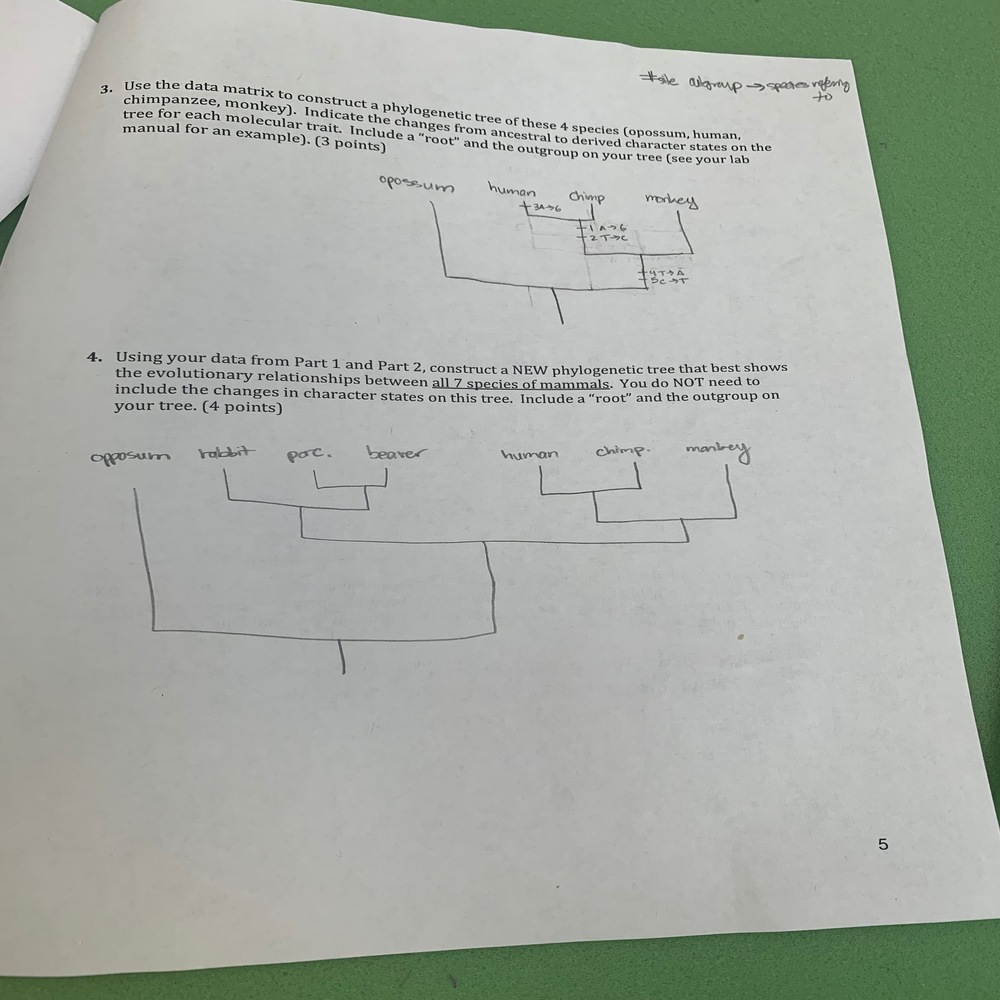 outgroup → species refering
to
3. Use the data matrix to construct a phylogenetic tree of these 4 species (opossum, human,
chimpanzee, monkey). Indicate the changes from ancestral to derived character states on the
tree for each molecular trait. Include a “root” and the outgroup on your tree (see your lab
manual for an example). (3 points)
opossum human chimp monkey
3A→G
1 A→G
2 T→C
4T→A
5C→T
4. Using your data from Part 1 and Part 2, construct a NEW phylogenetic tree that best shows
the evolutionary relationships between all 7 species of mammals. You do NOT need to
include the changes in character states on this tree. Include a “root” and the outgroup on
your tree. (4 points)
opposum rabbit porc. beaver human chimp. monkey
5